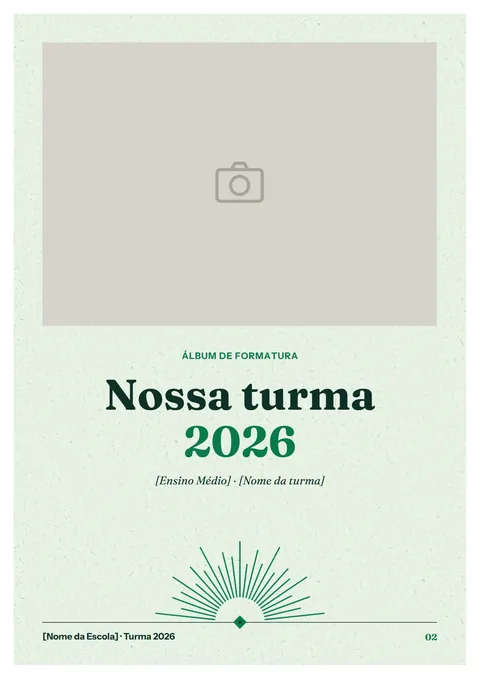 ÁLBUM DE FORMATURA
Nossa turma
2026
[Ensino Médio] · [Nome da turma]
[Nome da Escola] · Turma 2026
02